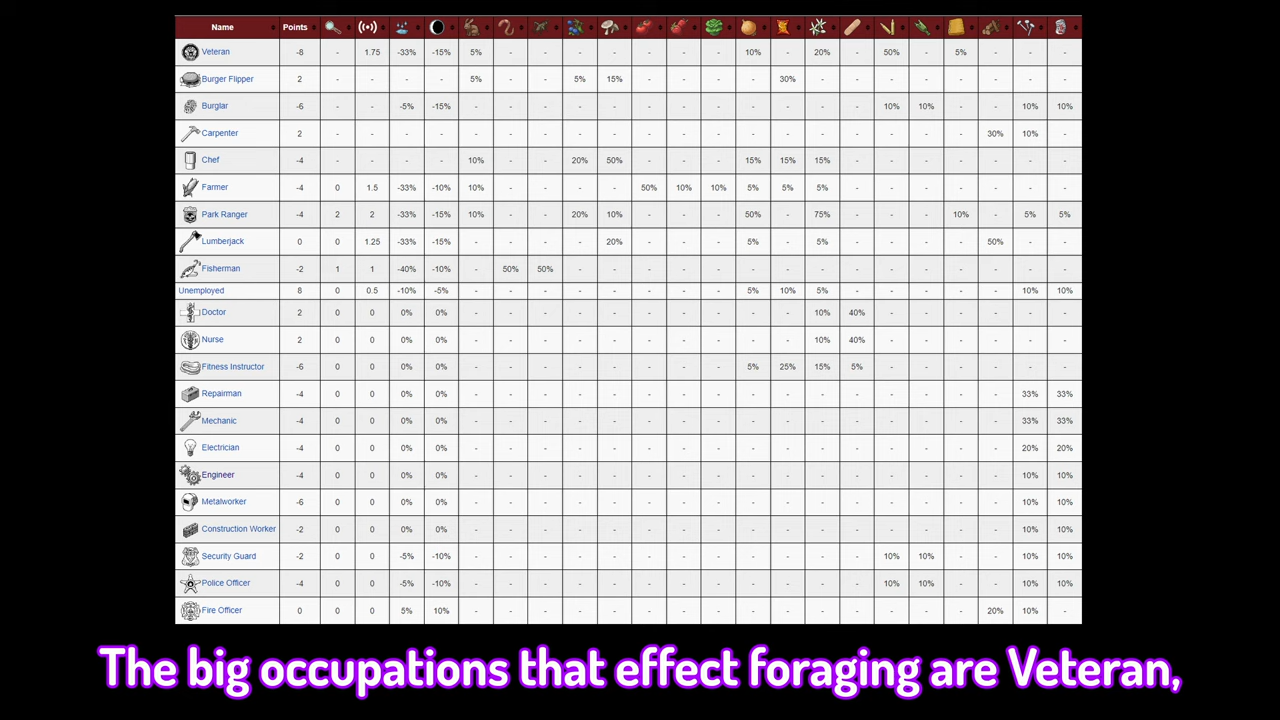 Name Points
Veteran -8 - 1.75 -33% -15% 5% - - - - - - - 10% - 20% - 50% - 5% - - -
Burger Flipper 2 - - - - 5% - - 5% 15% - - - - 30% - - - - - - - -
Burglar -6 - - -5% -15% - - - - - - - - - - - - 10% 10% - - 10% 10%
Carpenter 2 - - - - - - - - - - - - - - - - - - - 30% 10% -
Chef -4 - - - - 10% - - 20% 50% - - - 15% 15% 15% - - - - - - -
Farmer -4 0 1.5 -33% -10% 10% - - - - 50% 10% 10% 5% 5% 5% - - - - - - -
Park Ranger -4 2 2 -33% -15% 10% - - 20% 10% - - - 50% - 75% - - - 10% - 5% 5%
Lumberjack 0 0 1.25 -33% -15% - - - - 20% - - - 5% - 5% - - - - 50% - -
Fisherman -2 1 1 -40% -10% - 50% 50% - - - - - - - - - - - - - - -
Unemployed 8 0 0.5 -10% -5% - - - - - - - - 5% 10% 5% - - - - - 10% 10%
Doctor 2 0 0 0% 0% - - - - - - - - - - 10% 40% - - - - - -
Nurse 2 0 0 0% 0% - - - - - - - - - - 10% 40% - - - - - -
Fitness Instructor -6 0 0 0% 0% - - - - - - - - 5% 25% 15% 5% - - - - - -
Repairman -4 0 0 0% 0% - - - - - - - - - - - - - - - - 33% 33%
Mechanic -4 0 0 0% 0% - - - - - - - - - - - - - - - - 33% 33%
Electrician -4 0 0 0% 0% - - - - - - - - - - - - - - - - 20% 20%
Engineer -4 0 0 0% 0% - - - - - - - - - - - - - - - - 10% 10%
Metalworker -6 0 0 0% 0% - - - - - - - - - - - - - - - - 10% 10%
Construction Worker -2 0 0 0% 0% - - - - - - - - - - - - - - - - 10% 10%
Security Guard -2 0 0 -5% -10% - - - - - - - - - - - - 10% 10% - - 10% 10%
Police Officer -4 0 0 -5% -10% - - - - - - - - - - - - 10% 10% - - 10% 10%
Fire Officer 0 0 0 5% 10% - - - - - - - - - - - - - - - 20% 10% -
The big occupations that effect foraging are Veteran,